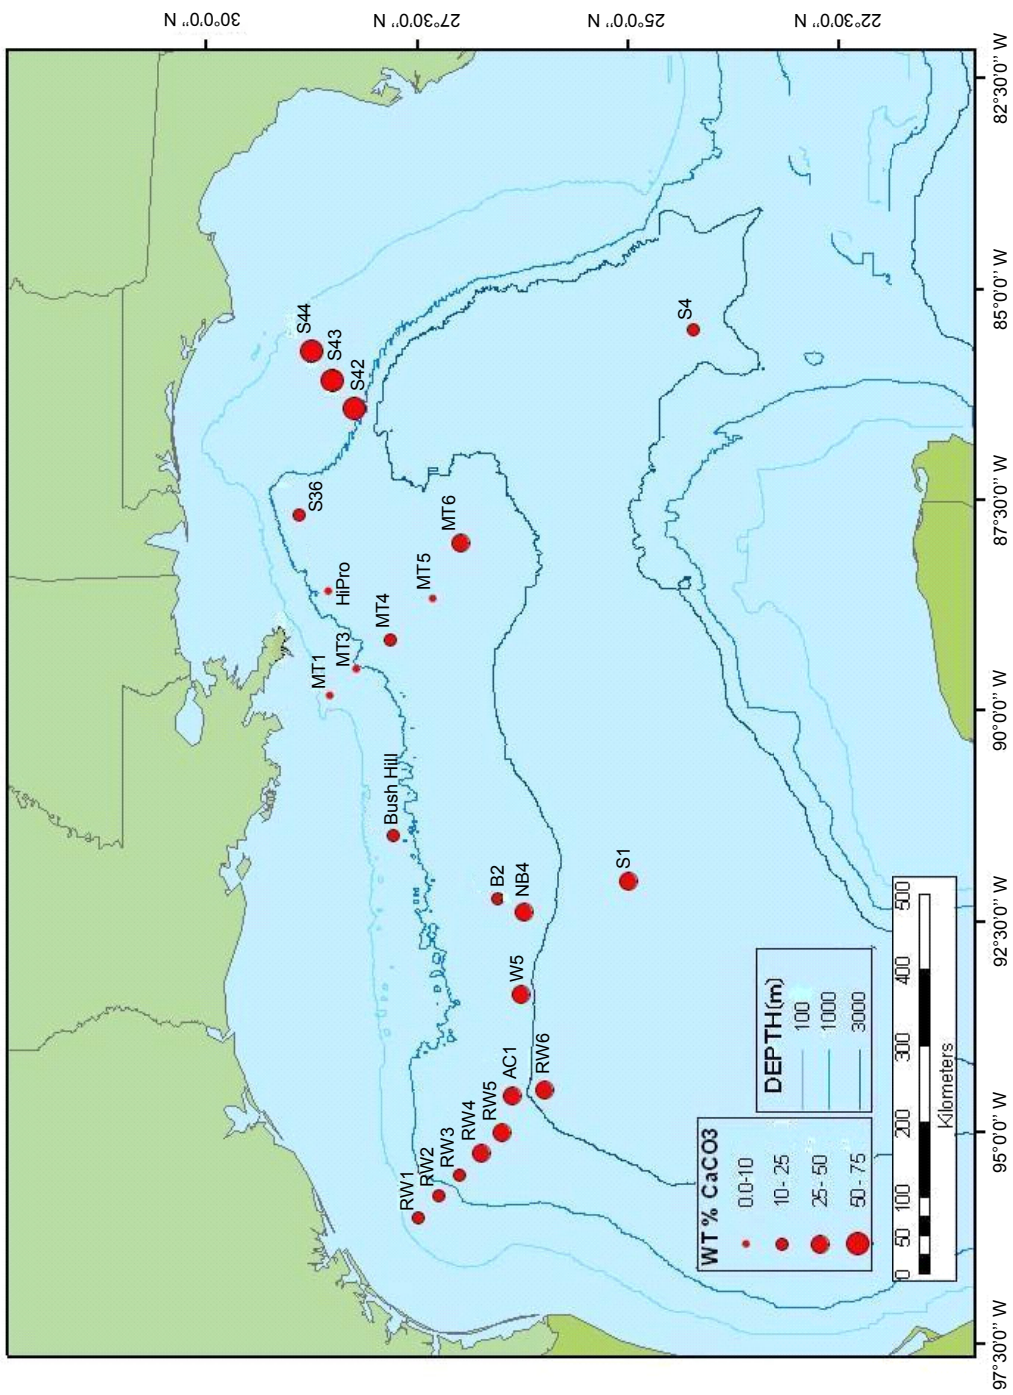 30°0'0" N
27°30'0" N
25°0'0" N
22°30'0" N
97°30'0" W
95°0'0" W
92°30'0" W
90°0'0" W
87°30'0" W
85°0'0" W
82°30'0" W
S44
S43
S42
S36
HiPro
MT1
MT3
MT4
MT5
MT6
Bush Hill
S4
B2
NB4
S1
W5
RW1
RW2
RW3
RW4
RW5
AC1
RW6
WT % CaCO3
0.0-10
10 - 25
25 - 50
50 - 75
DEPTH(m)
100
1000
3000
0 50 100 200 300 400 500
Kilometers